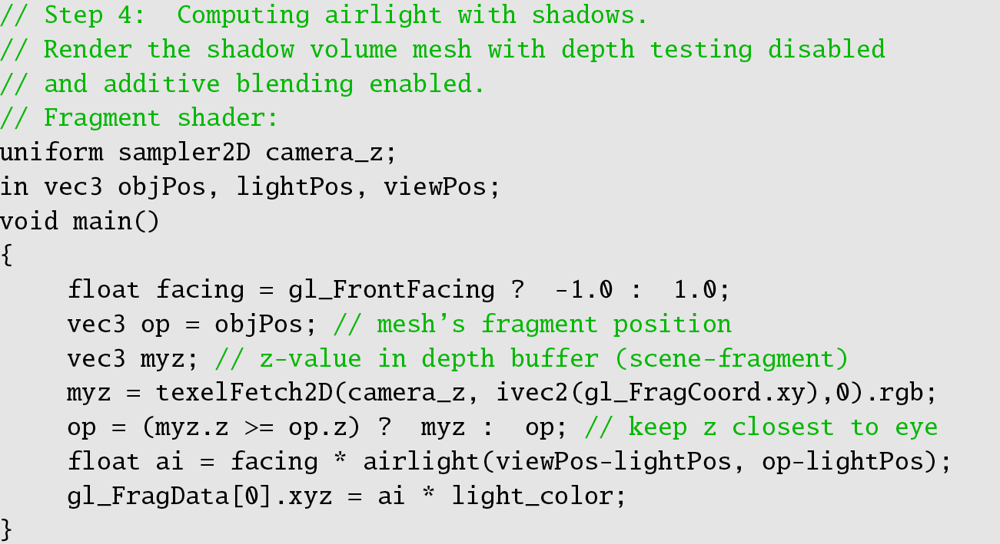 // Step 4:  Computing airlight with shadows.
// Render the shadow volume mesh with depth testing disabled
// and additive blending enabled.
// Fragment shader:
uniform sampler2D camera_z;
in vec3 objPos, lightPos, viewPos;
void main()
{
    float facing = gl_FrontFacing ?  -1.0 :  1.0;
    vec3 op = objPos; // mesh’s fragment position
    vec3 myz; // z-value in depth buffer (scene-fragment)
    myz = texelFetch2D(camera_z, ivec2(gl_FragCoord.xy),0).rgb;
    op = (myz.z >= op.z) ?  myz :  op; // keep z closest to eye
    float ai = facing * airlight(viewPos-lightPos, op-lightPos);
    gl_FragData[0].xyz = ai * light_color;
}